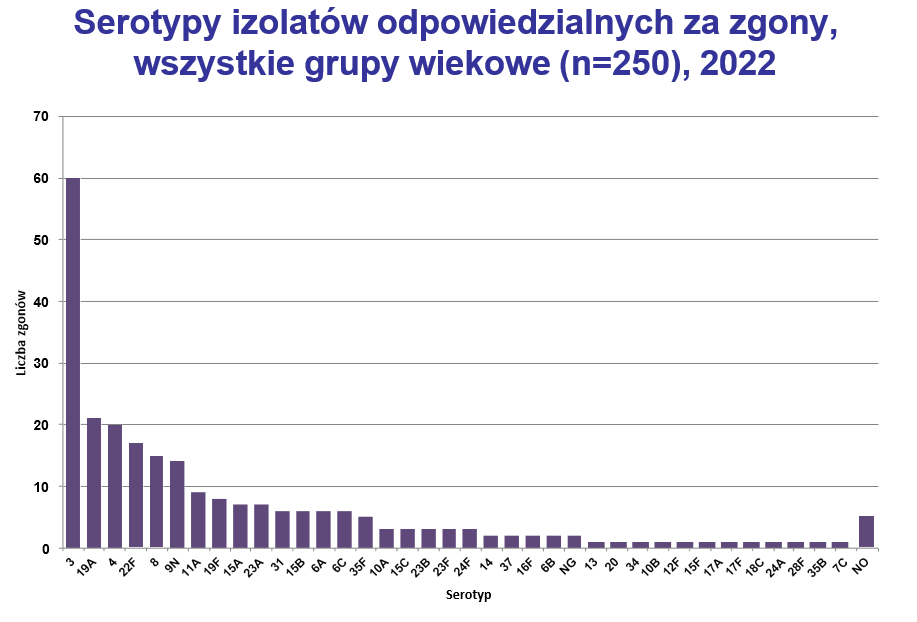 Serotypy izolatów odpowiedzialnych za zgony,
wszystkie grupy wiekowe (n=250), 2022
70
60
50
40
30
20
10
0
Liczba zgonów
3 19A 4 22F 8 9N 11A 19F 15A 23A 31 15B 6A 6C 35F 10A 15C 23B 23F 24F 14 37 16F 6B NG 13 20 34 10B 12F 15F 17A 17F 18C 24A 28F 35B 7C NO
Serotyp